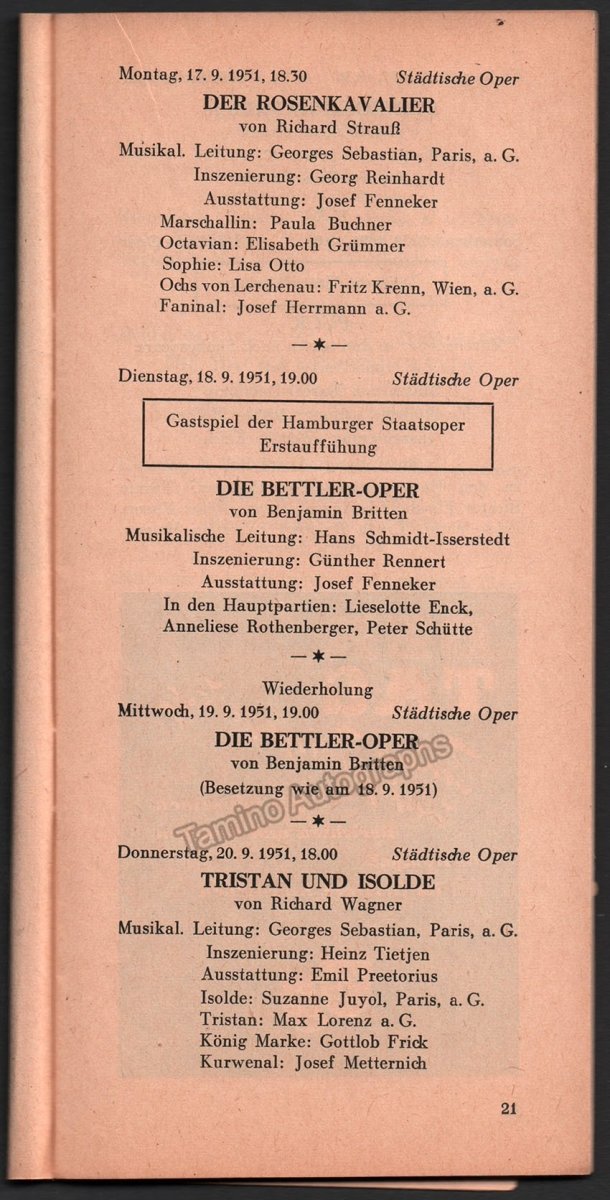 Montag, 17. 9. 1951, 18.30 Städtische Oper
DER ROSENKAVALIER
von Richard Strauß
Musikal. Leitung: Georges Sebastian, Paris, a. G.
Inszenierung: Georg Reinhardt
Ausstattung: Josef Fenneker
Marschallin: Paula Buchner
Octavian: Elisabeth Grümmer
Sophie: Lisa Otto
Ochs von Lerchenau: Fritz Krenn, Wien, a. G.
Faninal: Josef Herrmann a. G.
—✶—
Dienstag, 18. 9. 1951, 19.00 Städtische Oper
Gastspiel der Hamburger Staatsoper
Erstauffühung
DIE BETTLER-OPER
von Benjamin Britten
Musikalische Leitung: Hans Schmidt-Isserstedt
Inszenierung: Günther Rennert
Ausstattung: Josef Fenneker
In den Hauptpartien: Lieselotte Enck,
Anneliese Rothenberger, Peter Schütte
—✶—
Wiederholung
Mittwoch, 19. 9. 1951, 19.00 Städtische Oper
DIE BETTLER-OPER
von Benjamin Britten
(Besetzung wie am 18. 9. 1951)
Tamino Autographs
—✶—
Donnerstag, 20. 9. 1951, 18.00 Städtische Oper
TRISTAN UND ISOLDE
von Richard Wagner
Musikal. Leitung: Georges Sebastian, Paris, a. G.
Inszenierung: Heinz Tietjen
Ausstattung: Emil Preetorius
Isolde: Suzanne Juyol, Paris, a. G.
Tristan: Max Lorenz a. G.
König Marke: Gottlob Frick
Kurwenal: Josef Metternich
21